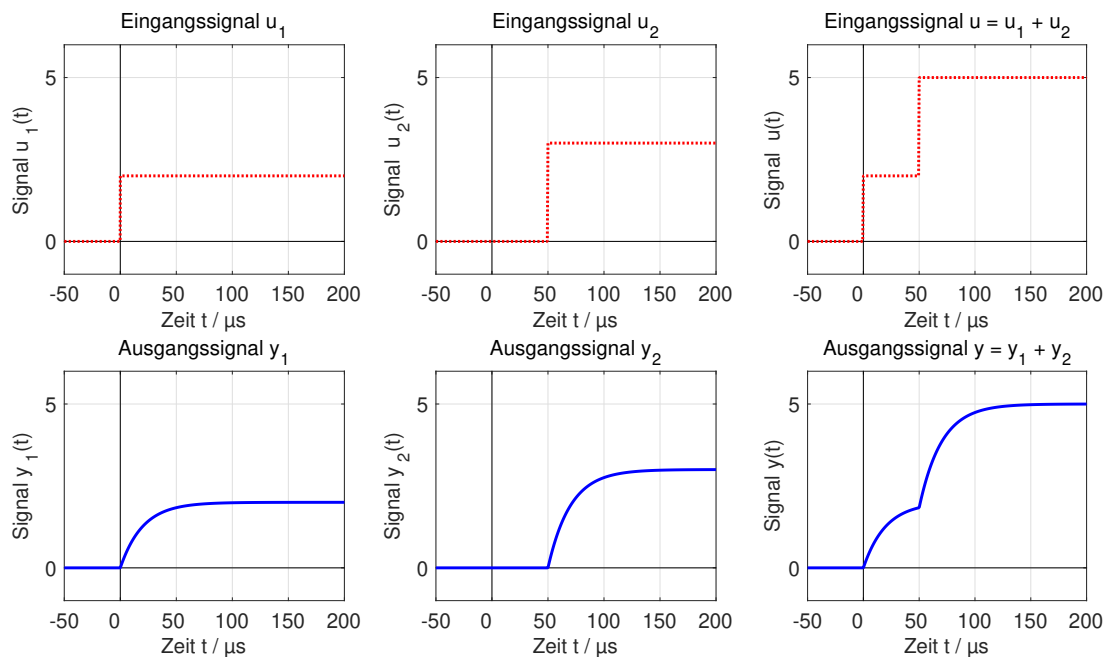 Eingangssignal u1
Signal u1(t)
5
0
-50 0 50 100 150 200
Zeit t / µs
Eingangssignal u2
Signal u2(t)
5
0
-50 0 50 100 150 200
Zeit t / µs
Eingangssignal u = u1 + u2
Signal u(t)
5
0
-50 0 50 100 150 200
Zeit t / µs
Ausgangssignal y1
Signal y1(t)
5
0
-50 0 50 100 150 200
Zeit t / µs
Ausgangssignal y2
Signal y2(t)
5
0
-50 0 50 100 150 200
Zeit t / µs
Ausgangssignal y = y1 + y2
Signal y(t)
5
0
-50 0 50 100 150 200
Zeit t / µs